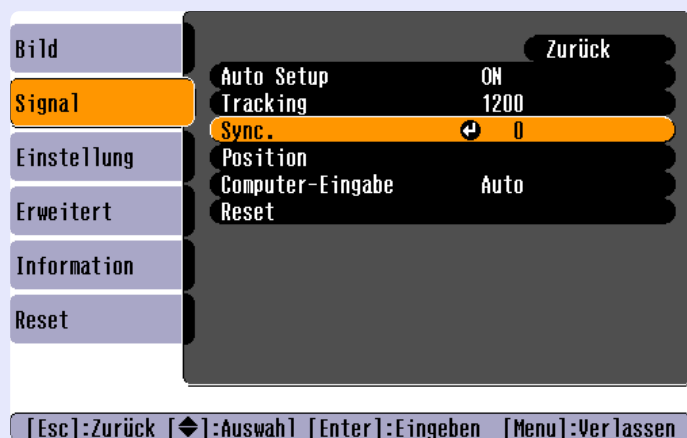 Bild
Signal
Einstellung
Erweitert
Information
Reset
Zurück
Auto Setup ON
Tracking 1200
Sync. 0
Position
Computer-Eingabe Auto
Reset
[Esc]:Zurück [◆]:Auswahl [Enter]:Eingeben [Menu]:Verlassen